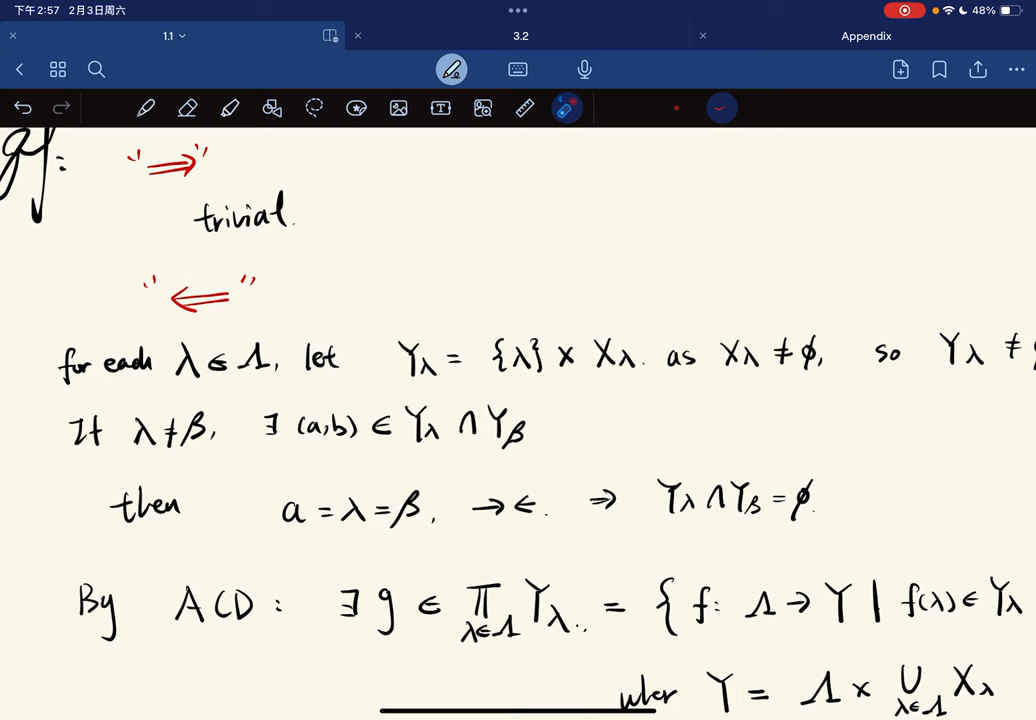 下午2:57 2月3日周六
48%
1.1
3.2
Appendix
pf:
"⇒"
trivial.
"⇐"
for each λ∈Λ, let Yλ = {λ} × Xλ. as Xλ ≠ ϕ, so Yλ ≠
If λ≠β, ∃ (a,b) ∈ Yλ ∩ Yβ
then a = λ = β, →←. ⇒ Yλ ∩ Yβ = ϕ.
By ACD: ∃ g ∈ ∏_{λ∈Λ} Yλ. = { f: Λ → Y | f(λ) ∈ Yλ
wher Y = Λ × ∪_{λ∈Λ} Xλ